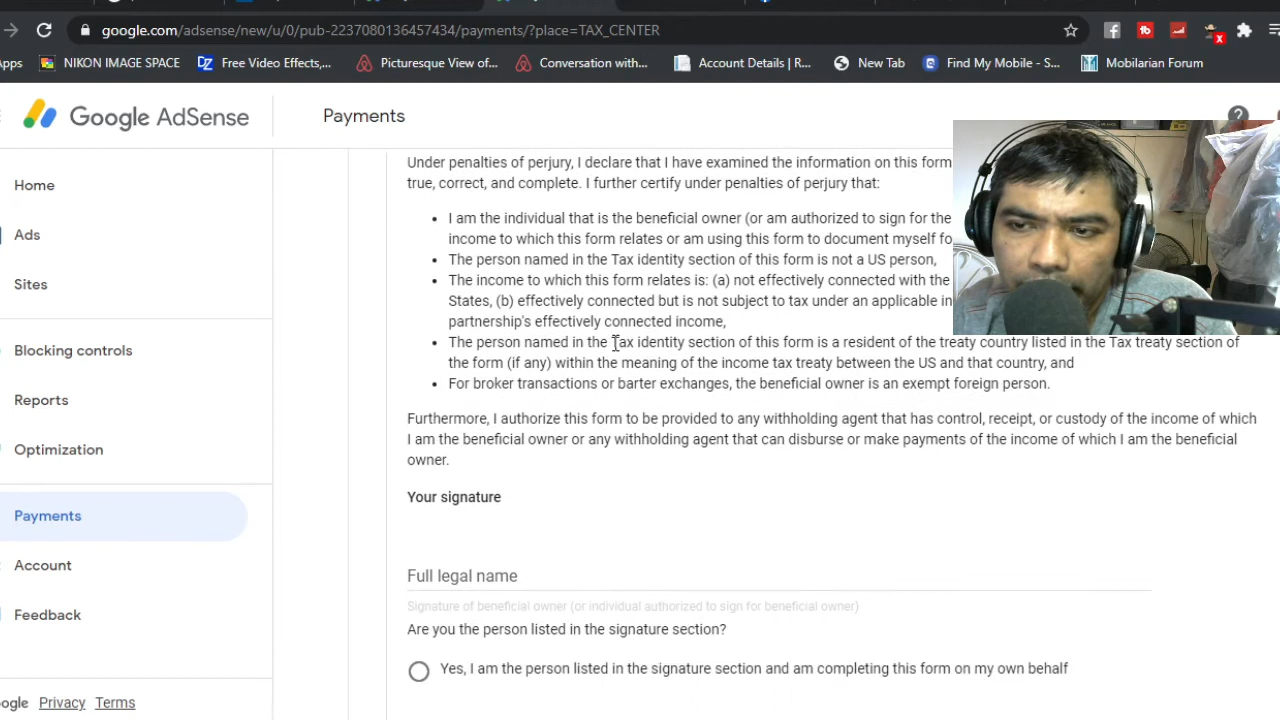 google.com/adsense/new/u/0/pub-2237080136457434/payments/?place=TAX_CENTER
Apps NIKON IMAGE SPACE DZ Free Video Effects,... Picturesque View of... Conversation with... Account Details | R... New Tab Find My Mobile - S... Mobilarian Forum
Google AdSense Payments
Home
Ads
Sites
Blocking controls
Reports
Optimization
Payments
Account
Feedback
Google Privacy Terms
Under penalties of perjury, I declare that I have examined the information on this form
true, correct, and complete. I further certify under penalties of perjury that:
• I am the individual that is the beneficial owner (or am authorized to sign for the
income to which this form relates or am using this form to document myself fo
• The person named in the Tax identity section of this form is not a US person,
• The income to which this form relates is: (a) not effectively connected with the
States, (b) effectively connected but is not subject to tax under an applicable in
partnership's effectively connected income,
• The person named in the Tax identity section of this form is a resident of the treaty country listed in the Tax treaty section of
the form (if any) within the meaning of the income tax treaty between the US and that country, and
• For broker transactions or barter exchanges, the beneficial owner is an exempt foreign person.
Furthermore, I authorize this form to be provided to any withholding agent that has control, receipt, or custody of the income of which
I am the beneficial owner or any withholding agent that can disburse or make payments of the income of which I am the beneficial
owner.
Your signature
Full legal name
Signature of beneficial owner (or individual authorized to sign for beneficial owner)
Are you the person listed in the signature section?
Yes, I am the person listed in the signature section and am completing this form on my own behalf